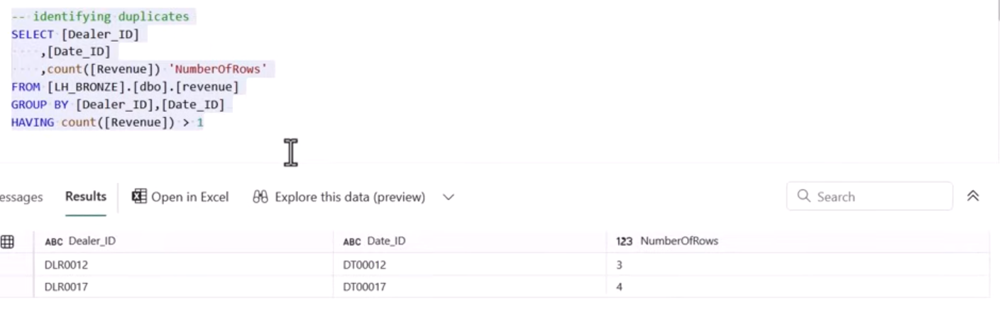 -- identifying duplicates
SELECT [Dealer_ID]
,[Date_ID]
,count([Revenue]) 'NumberOfRows'
FROM [LH_BRONZE].[dbo].[revenue]
GROUP BY [Dealer_ID],[Date_ID]
HAVING count([Revenue]) > 1
essages Results Open in Excel Explore this data (preview) Search
ABC Dealer_ID ABC Date_ID 123 NumberOfRows
DLR0012 DT00012 3
DLR0017 DT00017 4